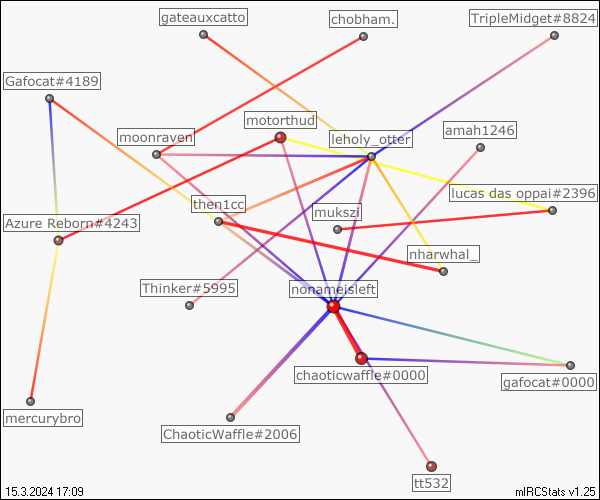 gateauxcatto
chobham.
TripleMidget#8824
Gafocat#4189
motorthud
amah1246
moonraven
leholy_otter
lucas das oppai#2396
then1cc
mukszi
Azure Reborn#4243
nharwhal_
Thinker#5995
nonameisleft
chaoticwaffle#0000
gafocat#0000
mercurybro
ChaoticWaffle#2006
tt532
15.3.2024 17:09
mIRCStats v1.25